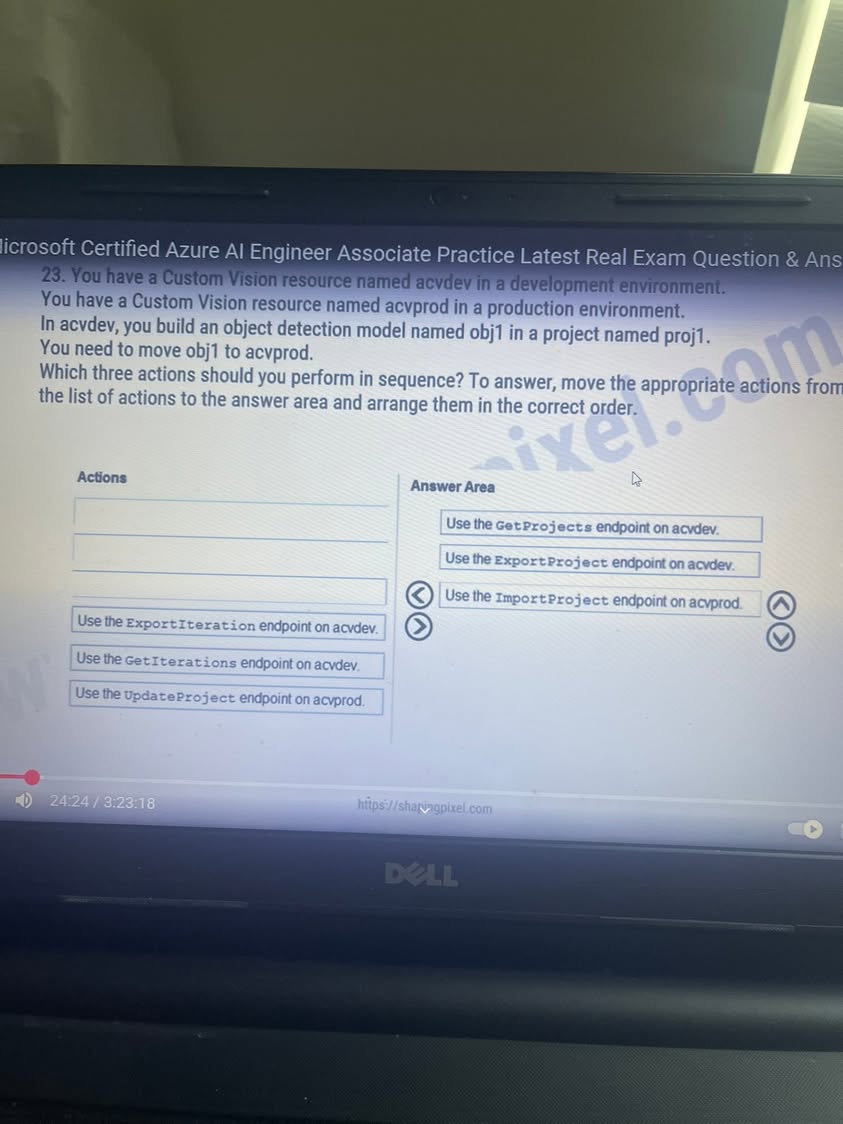 licrosoft Certified Azure AI Engineer Associate Practice Latest Real Exam Question & Ans
23. You have a Custom Vision resource named acvdev in a development environment.
You have a Custom Vision resource named acvprod in a production environment.
In acvdev, you build an object detection model named obj1 in a project named proj1.
You need to move obj1 to acvprod.
Which three actions should you perform in sequence? To answer, move the appropriate actions from
the list of actions to the answer area and arrange them in the correct order.
pixel.com
Actions
Use the ExportIteration endpoint on acvdev.
Use the GetIterations endpoint on acvdev.
Use the UpdateProject endpoint on acvprod.
Answer Area
Use the GetProjects endpoint on acvdev.
Use the ExportProject endpoint on acvdev.
Use the ImportProject endpoint on acvprod.
24:24 / 3:23:18
https://shapingpixel.com
DELL